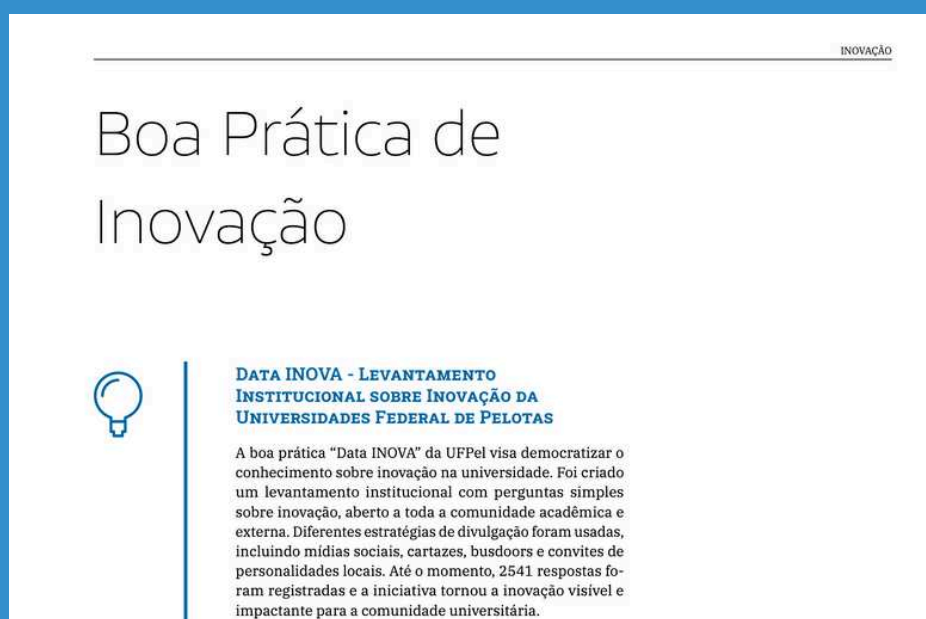 INOVAÇÃO
Boa Prática de
Inovação
Data INOVA - Levantamento
Institucional sobre Inovação da
Universidades Federal de Pelotas
A boa prática “Data INOVA” da UFPel visa democratizar o
conhecimento sobre inovação na universidade. Foi criado
um levantamento institucional com perguntas simples
sobre inovação, aberto a toda a comunidade acadêmica e
externa. Diferentes estratégias de divulgação foram usadas,
incluindo mídias sociais, cartazes, busdoors e convites de
personalidades locais. Até o momento, 2541 respostas fo-
ram registradas e a iniciativa tornou a inovação visível e
impactante para a comunidade universitária.